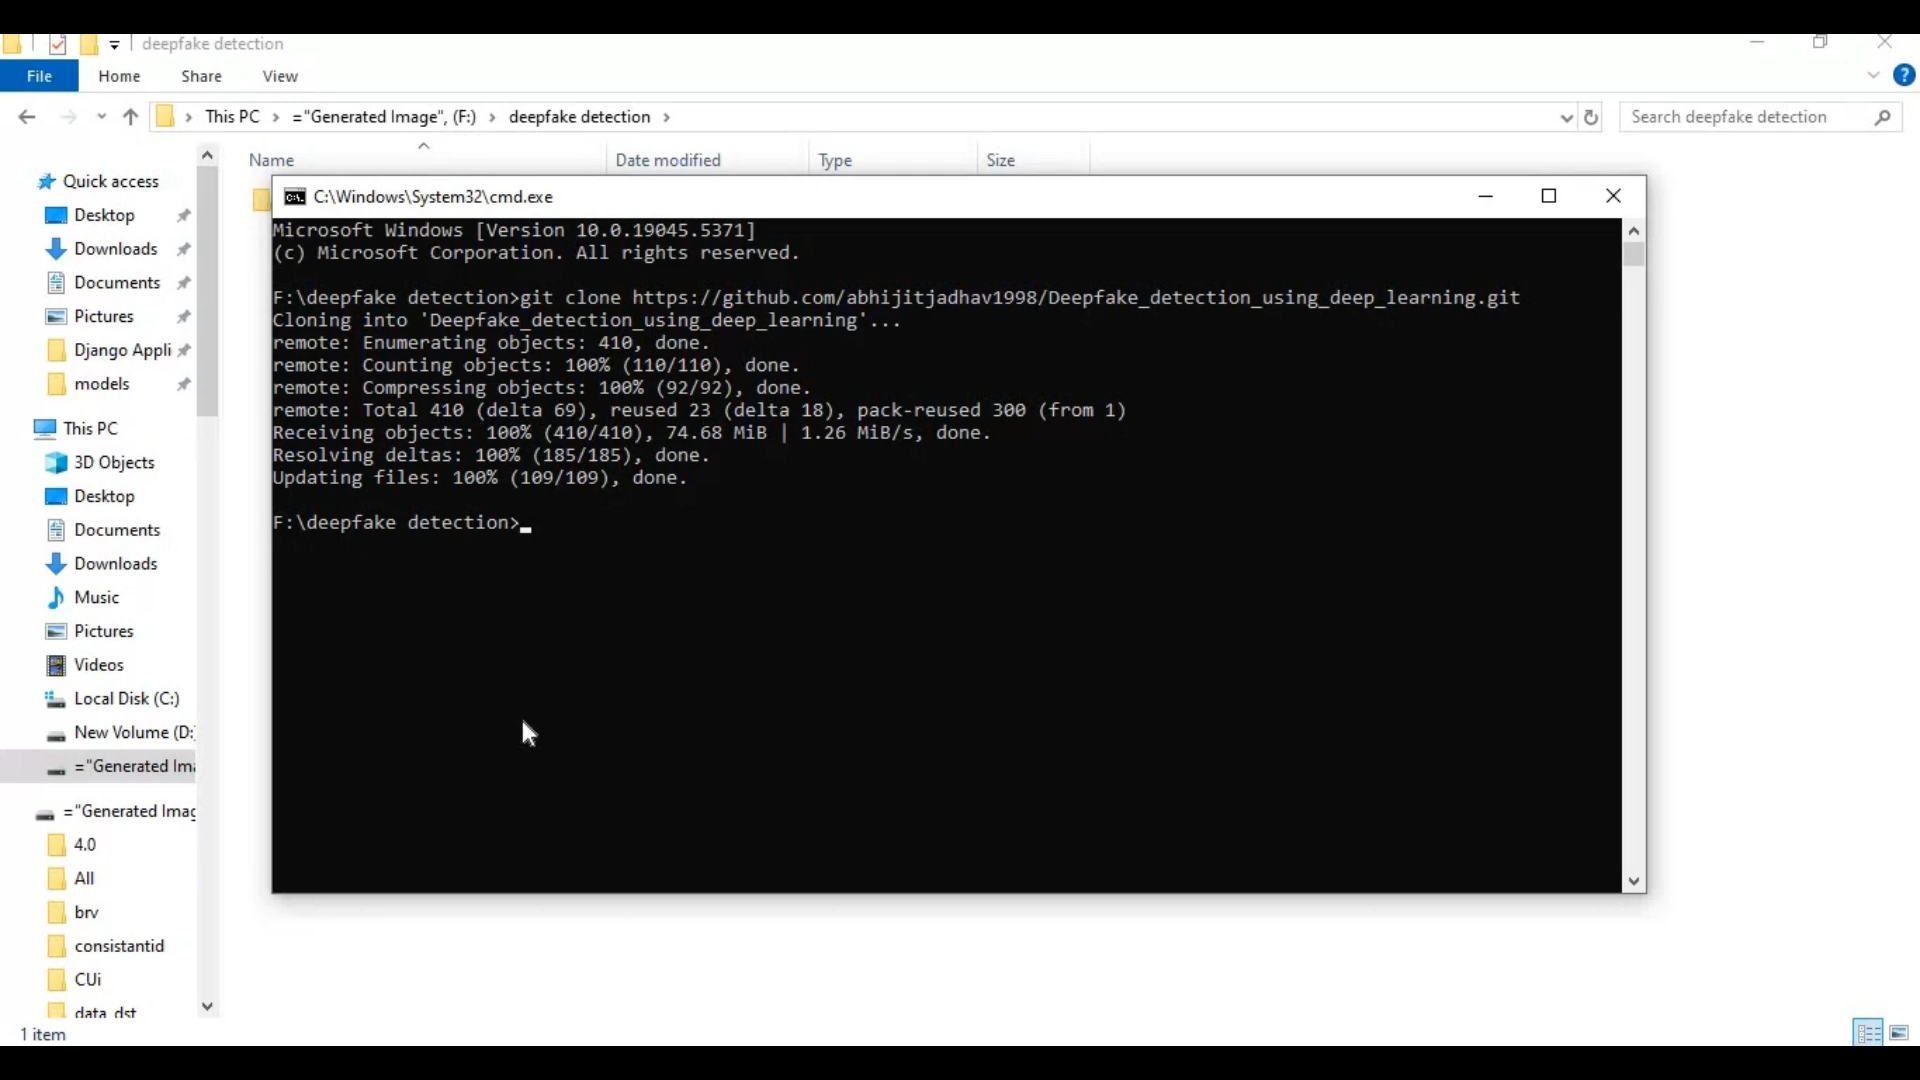 deepfake detection
File Home Share View
This PC > ="Generated Image", (F:) > deepfake detection >
Search deepfake detection
Name Date modified Type Size
Quick access
Desktop
Downloads
Documents
Pictures
Django Appli
models
This PC
3D Objects
Desktop
Documents
Downloads
Music
Pictures
Videos
Local Disk (C:)
New Volume (D:
="Generated Ima
="Generated Imag
4.0
All
brv
consistantid
CUi
data_dst
1 item
C:\Windows\System32\cmd.exe
Microsoft Windows [Version 10.0.19045.5371]
(c) Microsoft Corporation. All rights reserved.
F:\deepfake detection>git clone https://github.com/abhijitjadhav1998/Deepfake_detection_using_deep_learning.git
Cloning into 'Deepfake_detection_using_deep_learning'...
remote: Enumerating objects: 410, done.
remote: Counting objects: 100% (110/110), done.
remote: Compressing objects: 100% (92/92), done.
remote: Total 410 (delta 69), reused 23 (delta 18), pack-reused 300 (from 1)
Receiving objects: 100% (410/410), 74.68 MiB | 1.26 MiB/s, done.
Resolving deltas: 100% (185/185), done.
Updating files: 100% (109/109), done.
F:\deepfake detection>